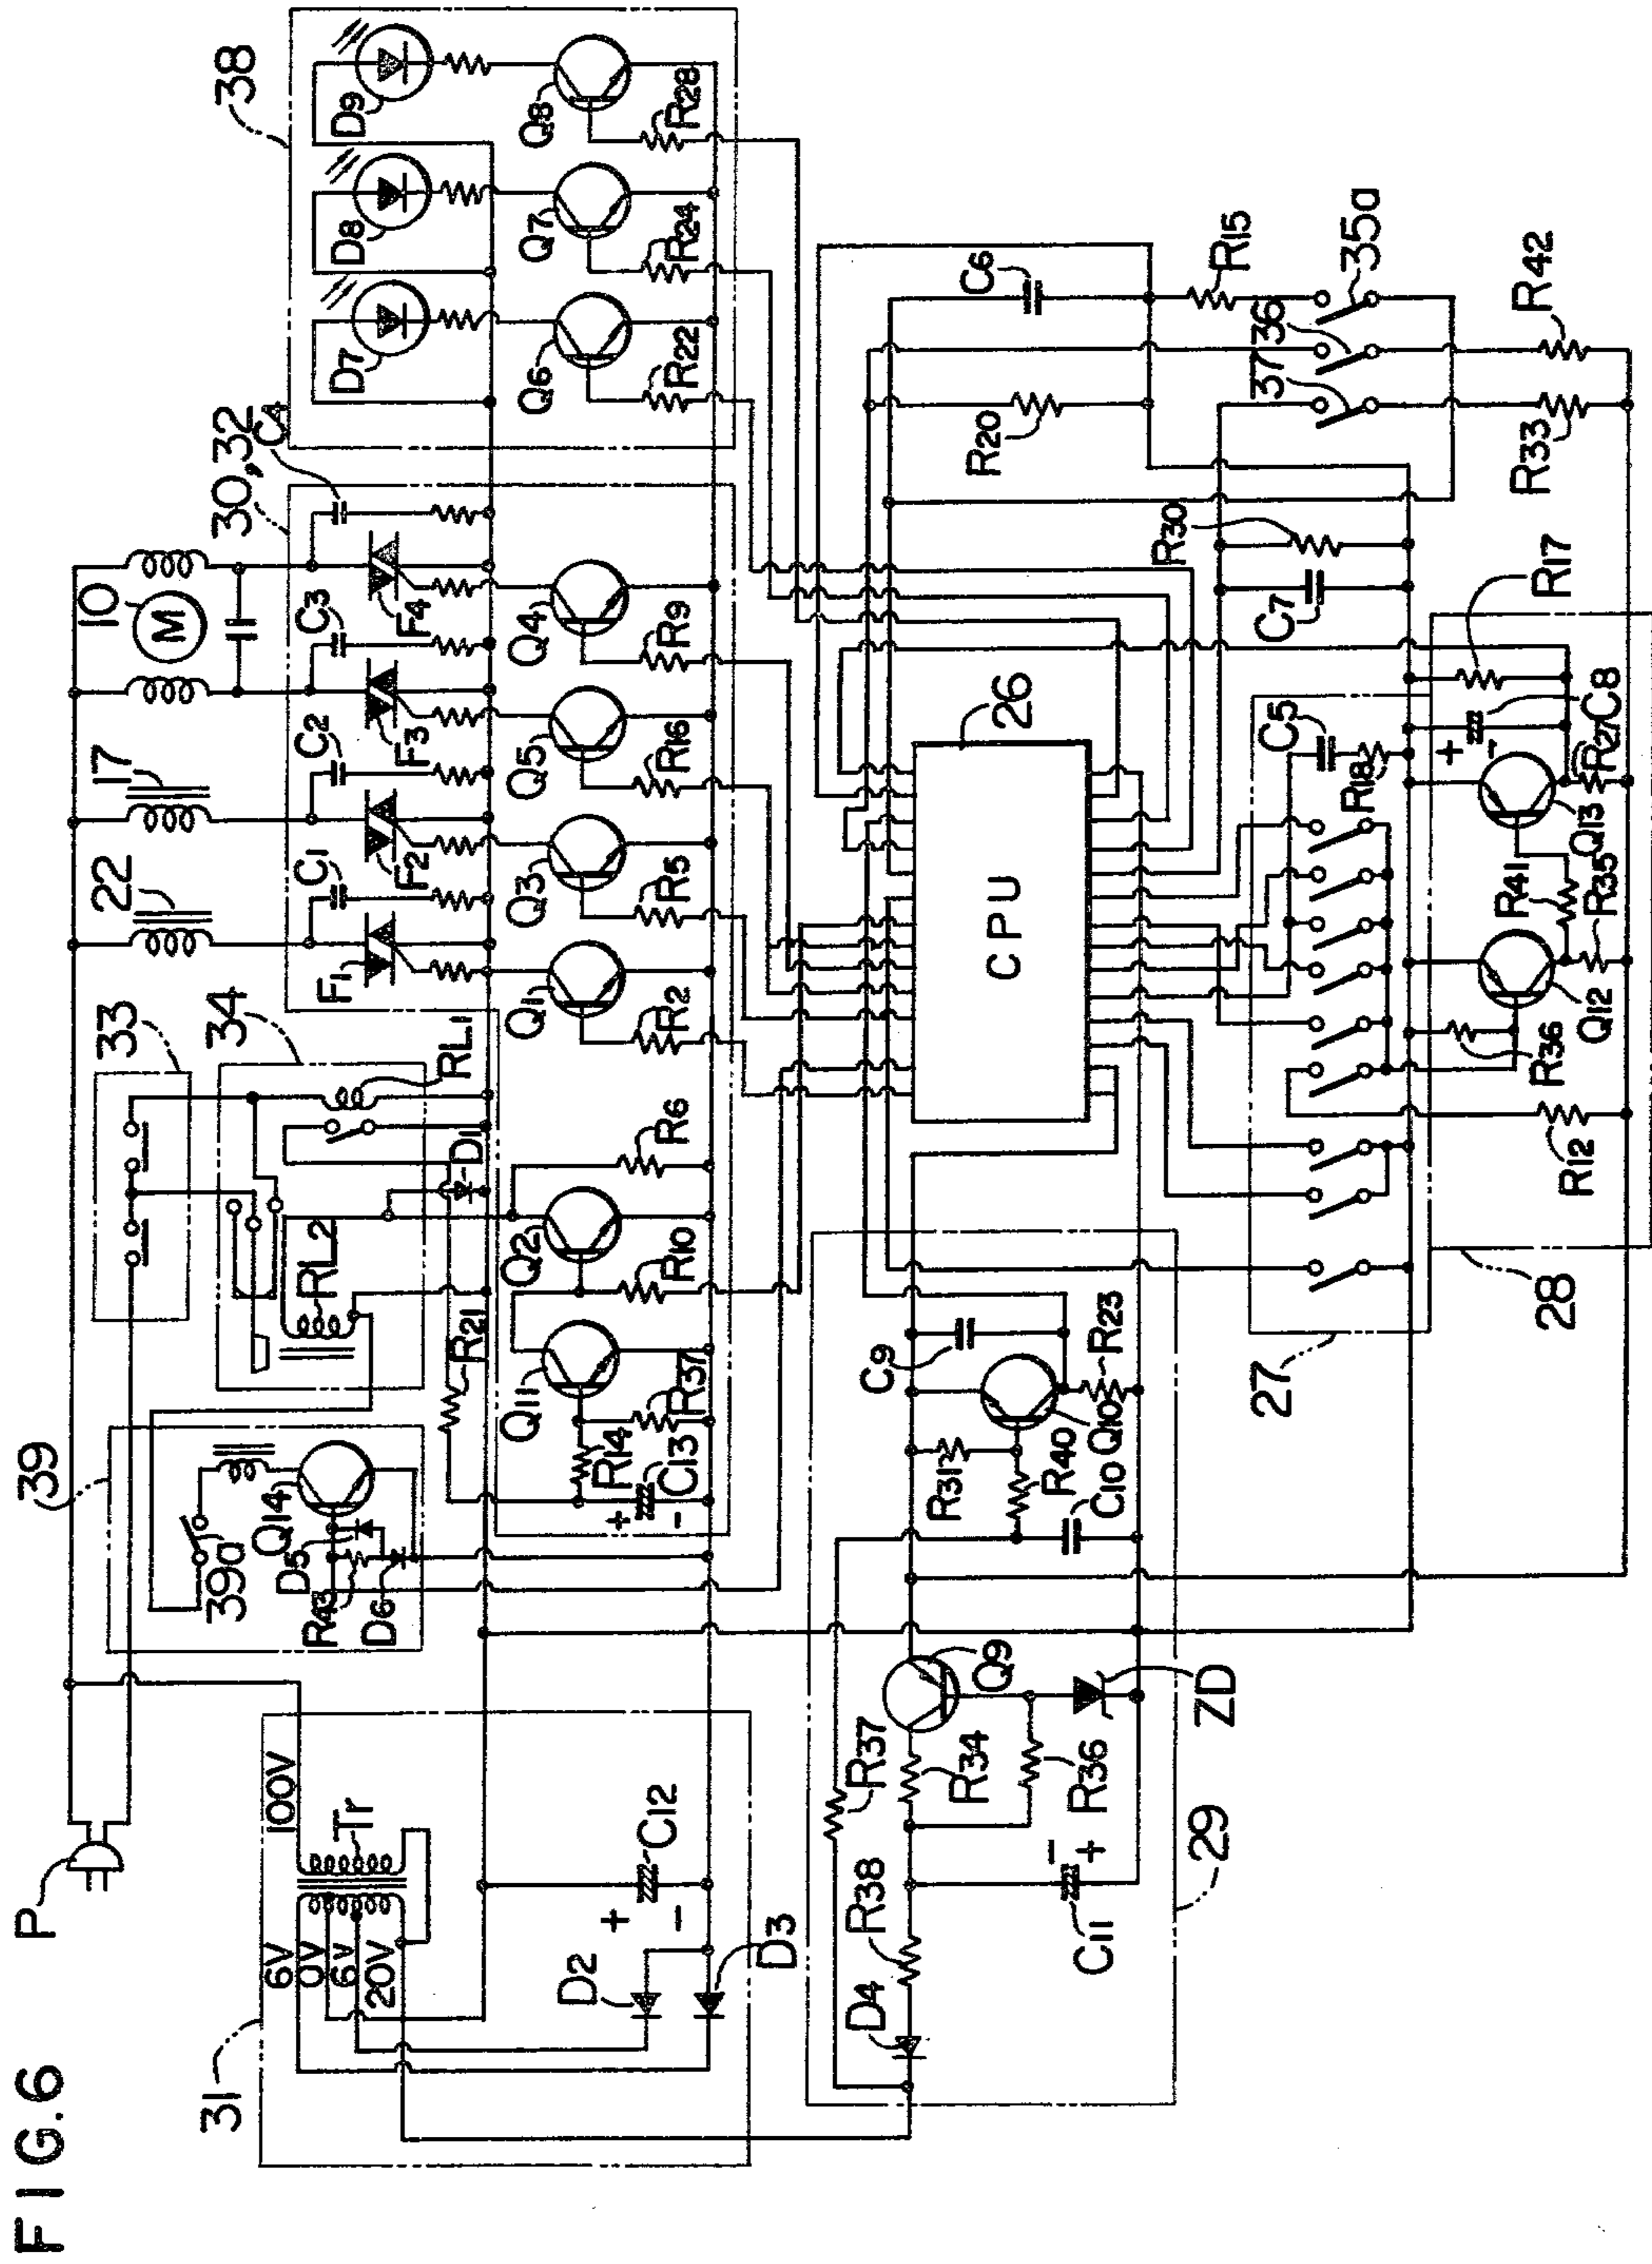 FIG.6
P
39
33
34
22
17
10
30,32
38
39a
Q14
D5
R43
D6
RL2
RL1
D1
R21
F1
C1
F2
C2
F3
C3
F4
C4
M
D7
D8
D9
31
100V
Tr
6V
0V
6V
20V
C12
+
-
D2
D3
Q11
R14
C13
+
-
R37
Q2
R10
R6
Q1
R2
Q3
R5
Q5
R16
Q4
R9
Q6
R22
Q7
R24
Q8
R28
CPU
26
29
D4
R38
R37
R34
R36
Q9
ZD
C11
-
+
R31
R40
C10
Q10
C9
R23
27
28
R12
R36
Q12
R41
R35
Q13
R27
R18
C5
C8
+
-
R17
C7
R30
R20
C6
R15
35a
36
37
R33
R42